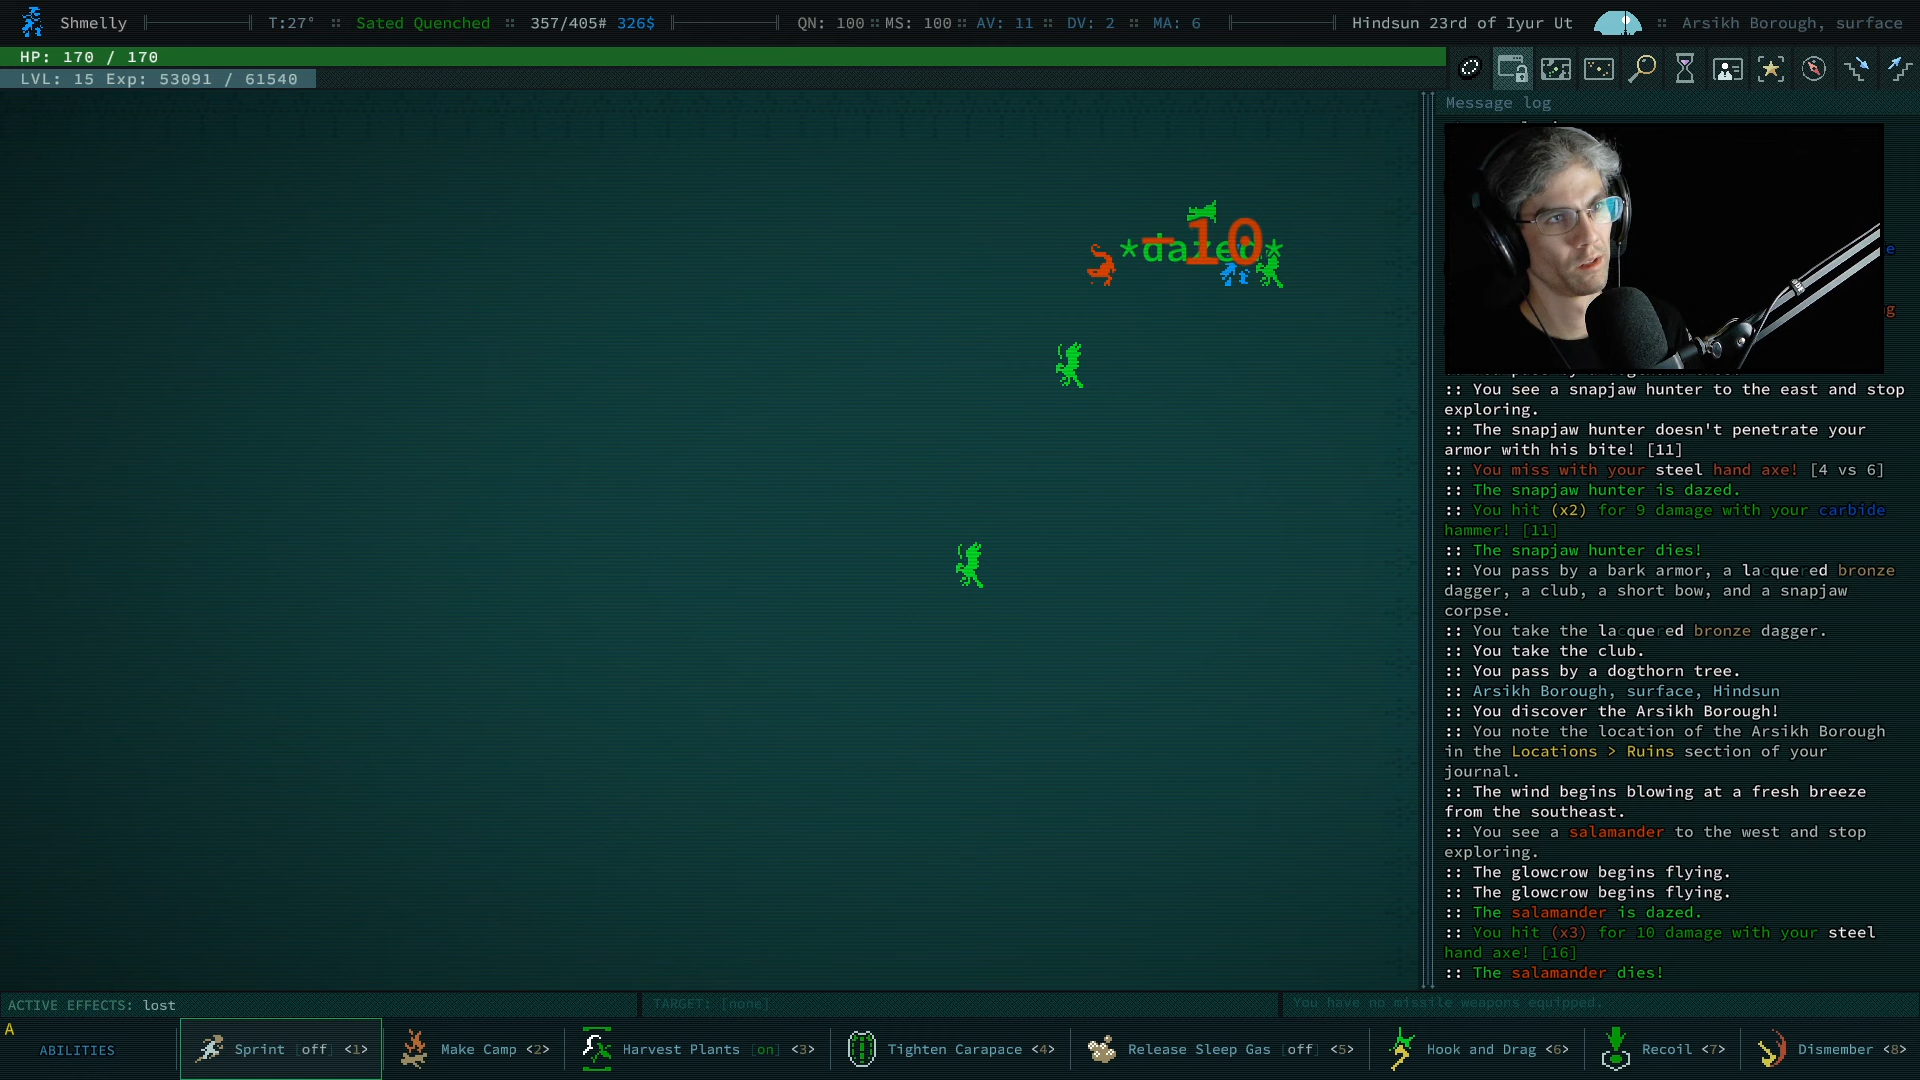 Shmelly T:27° :: Sated Quenched :: 357/405# 326$ QN: 100 :: MS: 100 :: AV: 11 :: DV: 2 :: MA: 6 Hindsun 23rd of Iyur Ut :: Arsikh Borough, surface
HP: 170 / 170
LVL: 15 Exp: 53091 / 61540
Message log
*dazed*
-10
e
g
:: You see a snapjaw hunter to the east and stop
exploring.
:: The snapjaw hunter doesn't penetrate your
armor with his bite! [11]
:: You miss with your steel hand axe! [4 vs 6]
:: The snapjaw hunter is dazed.
:: You hit (x2) for 9 damage with your carbide
hammer! [11]
:: The snapjaw hunter dies!
:: You pass by a bark armor, a lacquered bronze
dagger, a club, a short bow, and a snapjaw
corpse.
:: You take the lacquered bronze dagger.
:: You take the club.
:: You pass by a dogthorn tree.
:: Arsikh Borough, surface, Hindsun
:: You discover the Arsikh Borough!
:: You note the location of the Arsikh Borough
in the Locations > Ruins section of your
journal.
:: The wind begins blowing at a fresh breeze
from the southeast.
:: You see a salamander to the west and stop
exploring.
:: The glowcrow begins flying.
:: The glowcrow begins flying.
:: The salamander is dazed.
:: You hit (x3) for 10 damage with your steel
hand axe! [16]
:: The salamander dies!
ACTIVE EFFECTS: lost
TARGET: [none]
You have no missile weapons equipped.
A
ABILITIES
Sprint [off] <1>
Make Camp <2>
Harvest Plants [on] <3>
Tighten Carapace <4>
Release Sleep Gas [off] <5>
Hook and Drag <6>
Recoil <7>
Dismember <8>